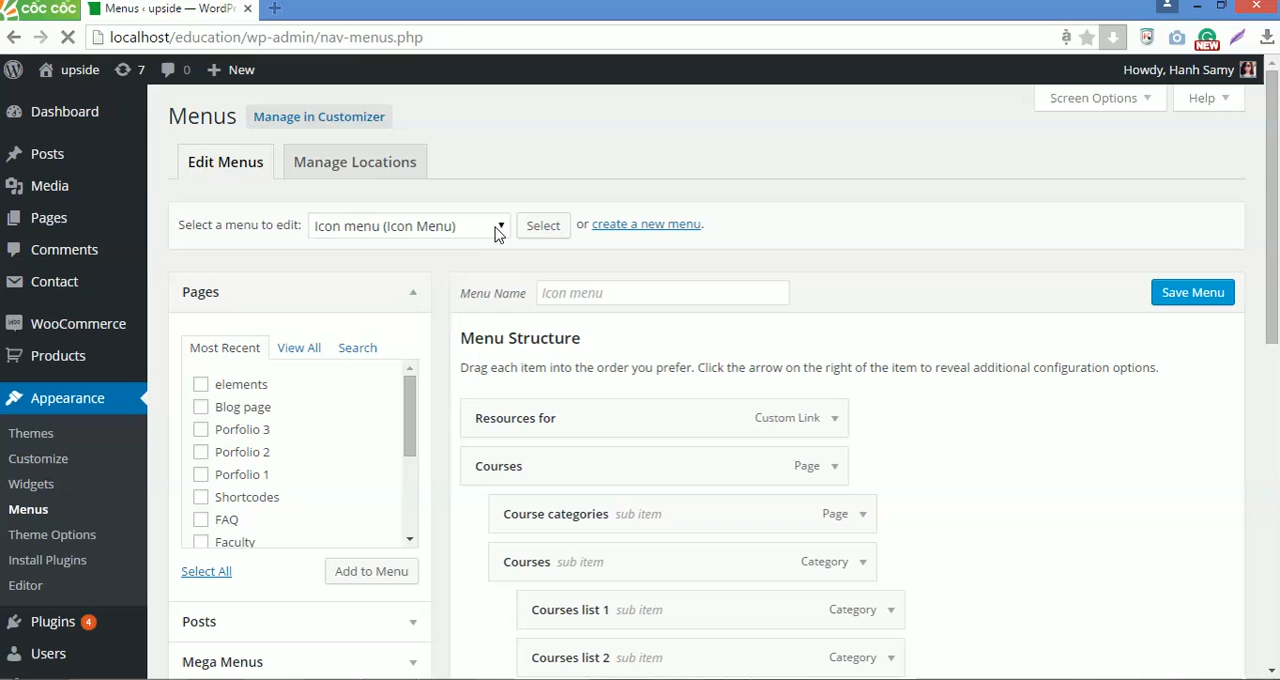 cốc cốc
Menus ‹ upside — WordPr
localhost/education/wp-admin/nav-menus.php
NEW
upside 7 0 New
Howdy, Hanh Samy
Screen Options Help
Menus Manage in Customizer
Edit Menus Manage Locations
Select a menu to edit: Icon menu (Icon Menu) Select or create a new menu.
Dashboard
Posts
Media
Pages
Comments
Contact
WooCommerce
Products
Appearance
Themes
Customize
Widgets
Menus
Theme Options
Install Plugins
Editor
Plugins 4
Users
Pages
Most Recent View All Search
elements
Blog page
Porfolio 3
Porfolio 2
Porfolio 1
Shortcodes
FAQ
Faculty
Select All Add to Menu
Posts
Mega Menus
Menu Name Icon menu Save Menu
Menu Structure
Drag each item into the order you prefer. Click the arrow on the right of the item to reveal additional configuration options.
Resources for Custom Link
Courses Page
Course categories sub item Page
Courses sub item Category
Courses list 1 sub item Category
Courses list 2 sub item Category